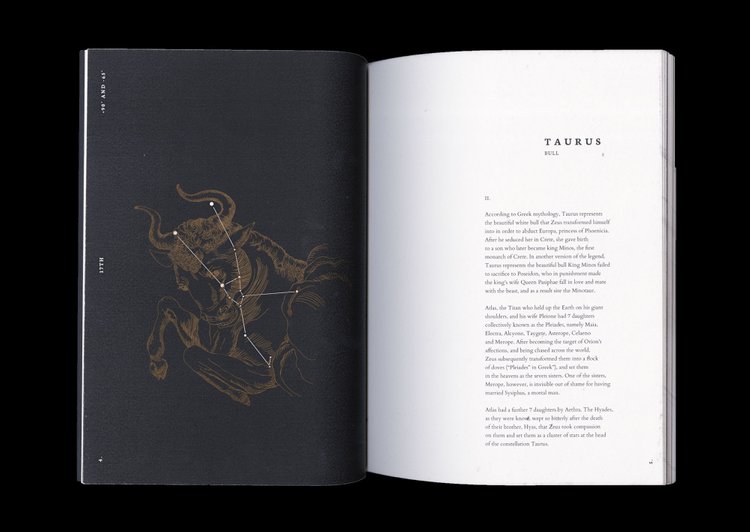 -90° AND +65°
17TH
4
TAURUS
BULL
III.
According to Greek mythology, Taurus represents
the beautiful white bull that Zeus transformed himself
into in order to abduct Europa, princess of Phoenicia.
After he seduced her in Crete, she gave birth
to a son who later became king Minos, the first
monarch of Crete. In another version of the legend,
Taurus represents the beautiful bull King Minos failed
to sacrifice to Poseidon, who in punishment made
the king's wife Queen Pasiphae fall in love and mate
with the beast, and as a result sire the Minotaur.
Atlas, the Titan who held up the Earth on his giant
shoulders, and his wife Pleione had 7 daughters
collectively known as the Pleiades, namely Maia,
Electra, Alcyone, Taygete, Asterope, Celaeno
and Merope. After becoming the target of Orion's
affections, and being chased across the world,
Zeus subsequently transformed them into a flock
of doves ("Pleiades" in Greek"), and set them
in the heavens as the seven sisters. One of the sisters,
Merope, however, is invisible out of shame for having
married Sysiphus, a mortal man.
Atlas had a further 7 daughters by Aethra. The Hyades,
as they were known wept so bitterly after the death
of their brother, Hyas, that Zeus took compassion
on them and set them as a cluster of stars at the head
of the constellation Taurus.